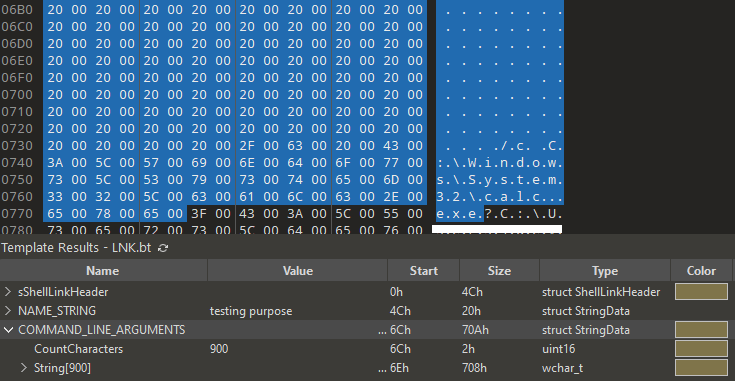 06B0 20 00 20 00 20 00 20 00 20 00 20 00 20 00 20 00 . . . . . . . .
06C0 20 00 20 00 20 00 20 00 20 00 20 00 20 00 20 00 . . . . . . . .
06D0 20 00 20 00 20 00 20 00 20 00 20 00 20 00 20 00 . . . . . . . .
06E0 20 00 20 00 20 00 20 00 20 00 20 00 20 00 20 00 . . . . . . . .
06F0 20 00 20 00 20 00 20 00 20 00 20 00 20 00 20 00 . . . . . . . .
0700 20 00 20 00 20 00 20 00 20 00 20 00 20 00 20 00 . . . . . . . .
0710 20 00 20 00 20 00 20 00 20 00 20 00 20 00 20 00 . . . . . . . .
0720 20 00 20 00 20 00 20 00 20 00 20 00 20 00 20 00 . . . . . . . .
0730 20 00 20 00 20 00 20 00 2F 00 63 00 20 00 43 00 . . . ./.c. .C.
0740 3A 00 5C 00 57 00 69 00 6E 00 64 00 6F 00 77 00 :.\.W.i.n.d.o.w.
0750 73 00 5C 00 53 00 79 00 73 00 74 00 65 00 6D 00 s.\.S.y.s.t.e.m.
0760 33 00 32 00 5C 00 63 00 61 00 6C 00 63 00 2E 00 3.2.\.c.a.l.c...
0770 65 00 78 00 65 00 3F 00 43 00 3A 00 5C 00 55 00 e.x.e.?.C.:.\.U.
0780 73 00 65 00 72 00 73 00 5C 00 64 00 65 00 76 00
Template Results - LNK.bt
Name Value Start Size Type Color
sShellLinkHeader 0h 4Ch struct ShellLinkHeader
NAME_STRING testing purpose 4Ch 20h struct StringData
COMMAND_LINE_ARGUMENTS ... 6Ch 70Ah struct StringData
CountCharacters 900 6Ch 2h uint16
String[900] ... 6Eh 708h wchar_t